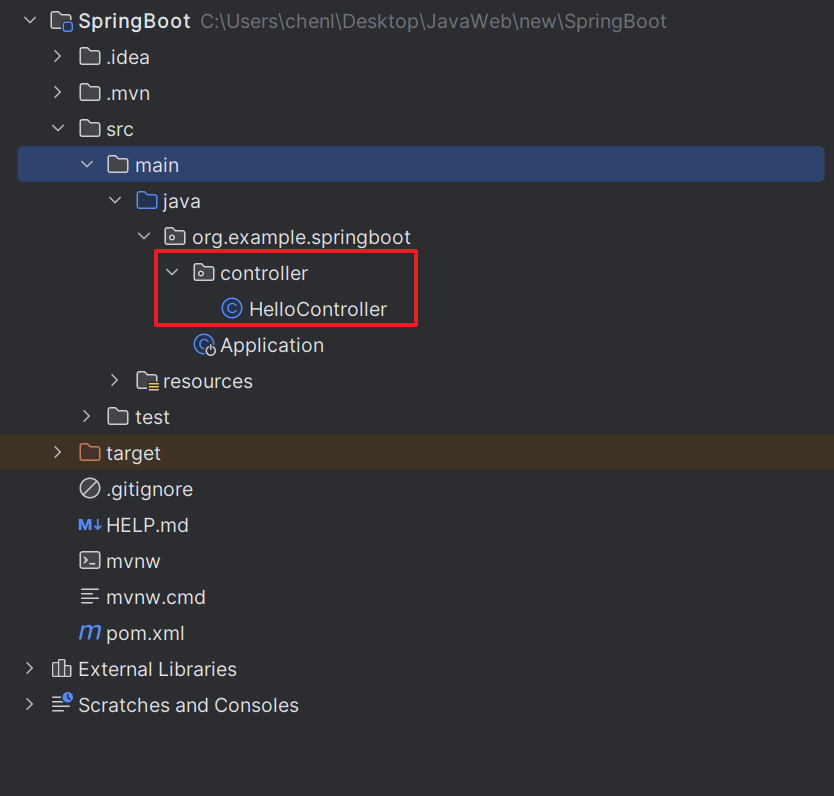 SpringBoot C:\Users\chenl\Desktop\JavaWeb\new\SpringBoot
.idea
.mvn
src
main
java
org.example.springboot
controller
HelloController
Application
resources
test
target
.gitignore
M↓ HELP.md
mvnw
mvnw.cmd
m pom.xml
External Libraries
Scratches and Consoles